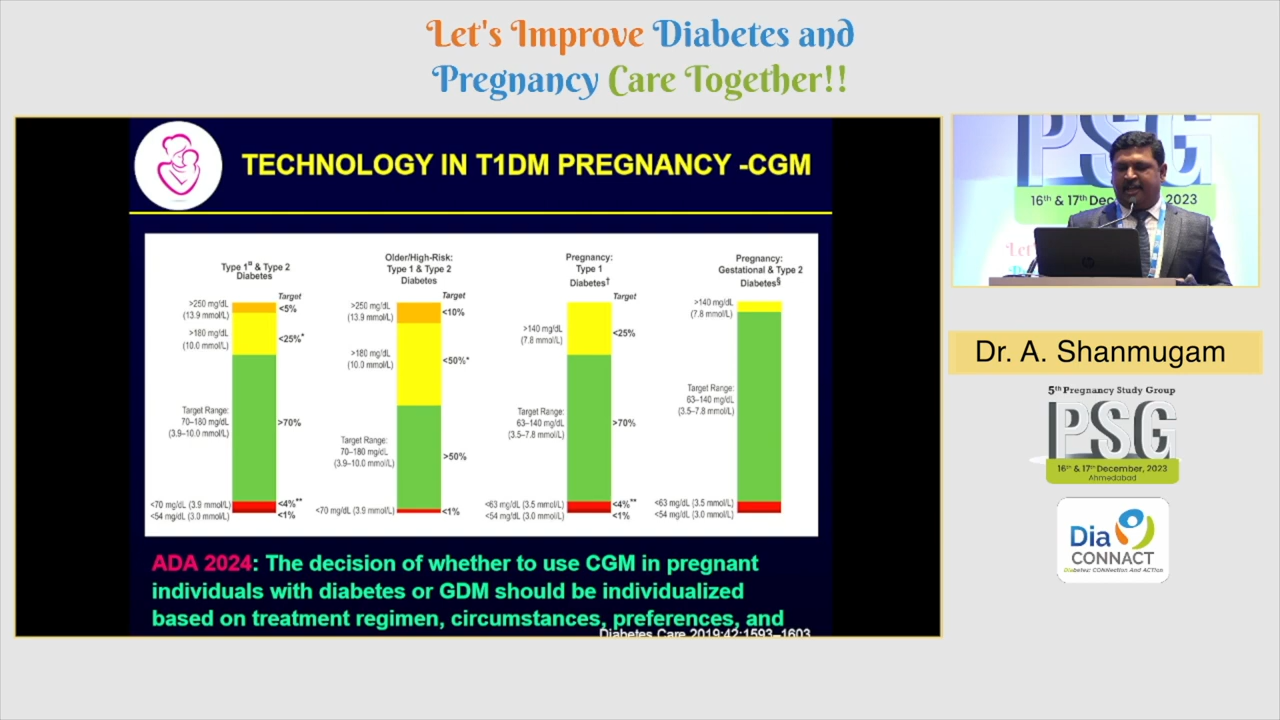 Let's Improve Diabetes and
Pregnancy Care Together!!
TECHNOLOGY IN T1DM PREGNANCY -CGM
Type 1¤ & Type 2
Diabetes
Target
>250 mg/dL
(13.9 mmol/L)
<5%
>180 mg/dL
(10.0 mmol/L)
<25%*
Target Range:
70–180 mg/dL
(3.9–10.0 mmol/L)
>70%
<70 mg/dL (3.9 mmol/L)
<4%**
<54 mg/dL (3.0 mmol/L)
<1%
Older/High-Risk:
Type 1 & Type 2
Diabetes
Target
>250 mg/dL
(13.9 mmol/L)
<10%
>180 mg/dL
(10.0 mmol/L)
<50%*
Target Range:
70–180 mg/dL
(3.9–10.0 mmol/L)
>50%
<70 mg/dL (3.9 mmol/L)
<1%
Pregnancy:
Type 1
Diabetes†
Target
>140 mg/dL
(7.8 mmol/L)
<25%
Target Range:
63–140 mg/dL
(3.5–7.8 mmol/L)
>70%
<63 mg/dL (3.5 mmol/L)
<4%**
<54 mg/dL (3.0 mmol/L)
<1%
Pregnancy:
Gestational & Type 2
Diabetes§
>140 mg/dL
(7.8 mmol/L)
Target Range:
63–140 mg/dL
(3.5–7.8 mmol/L)
<63 mg/dL (3.5 mmol/L)
<54 mg/dL (3.0 mmol/L)
ADA 2024: The decision of whether to use CGM in pregnant
individuals with diabetes or GDM should be individualized
based on treatment regimen, circumstances, preferences, and
Diabetes Care 2019;42:1593–1603
PSG
16th & 17th Dec 2023
Let's
hp
Dr. A. Shanmugam
5th Pregnancy Study Group
PSG
16th & 17th December, 2023
Ahmedabad
Dia
CONNACT
Diabetes: CONNection And ACTion